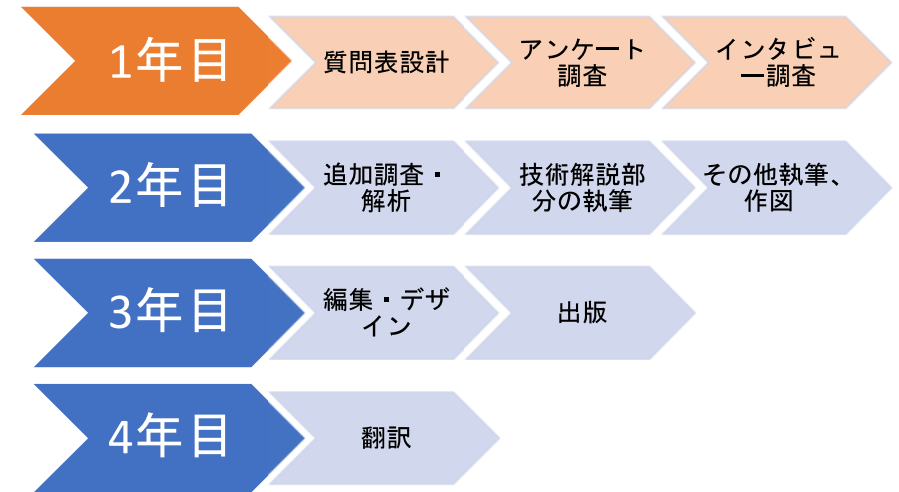 1年目
質問表設計
アンケート
調査
インタビュ
ー調査
2年目
追加調査・
解析
技術解説部
分の執筆
その他執筆、
作図
3年目
編集・デザ
イン
出版
4年目
翻訳